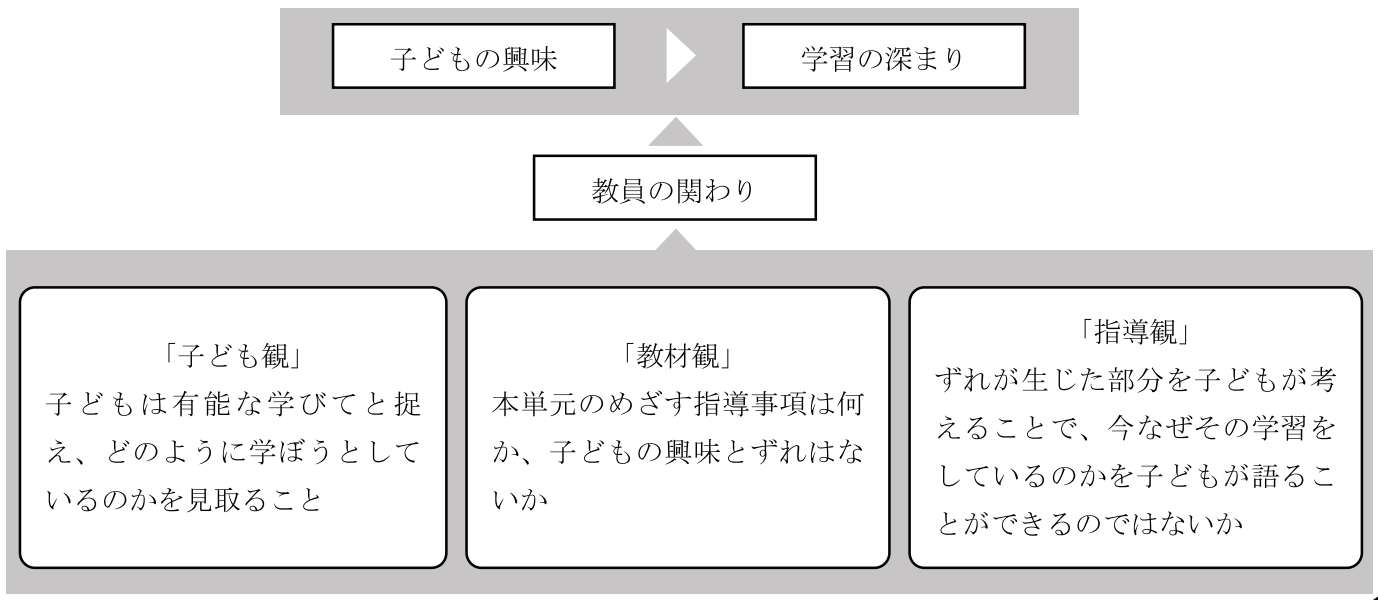 子どもの興味
学習の深まり
教員の関わり
「子ども観」
子どもは有能な学びてと捉
え、どのように学ぼうとして
いるのかを見取ること
「教材観」
本単元のめざす指導事項は何
か、子どもの興味とずれはな
いか
「指導観」
ずれが生じた部分を子どもが考
えることで、今なぜその学習を
しているのかを子どもが語るこ
とができるのではないか